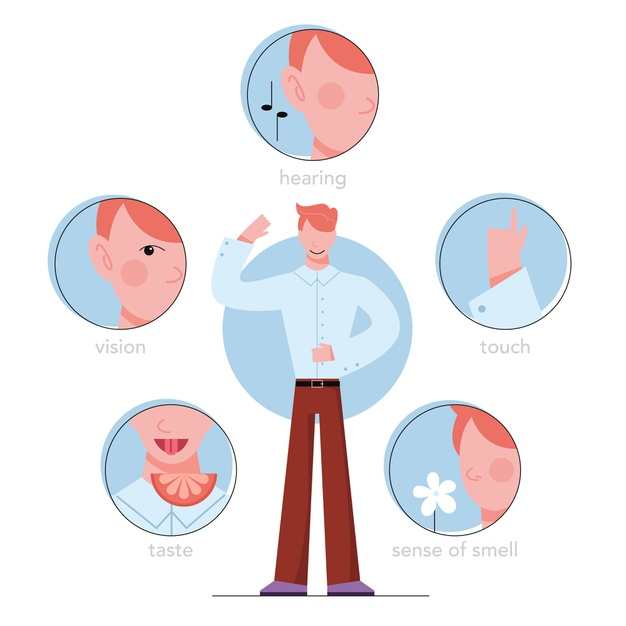 hearing
vision
touch
taste
sense of smell